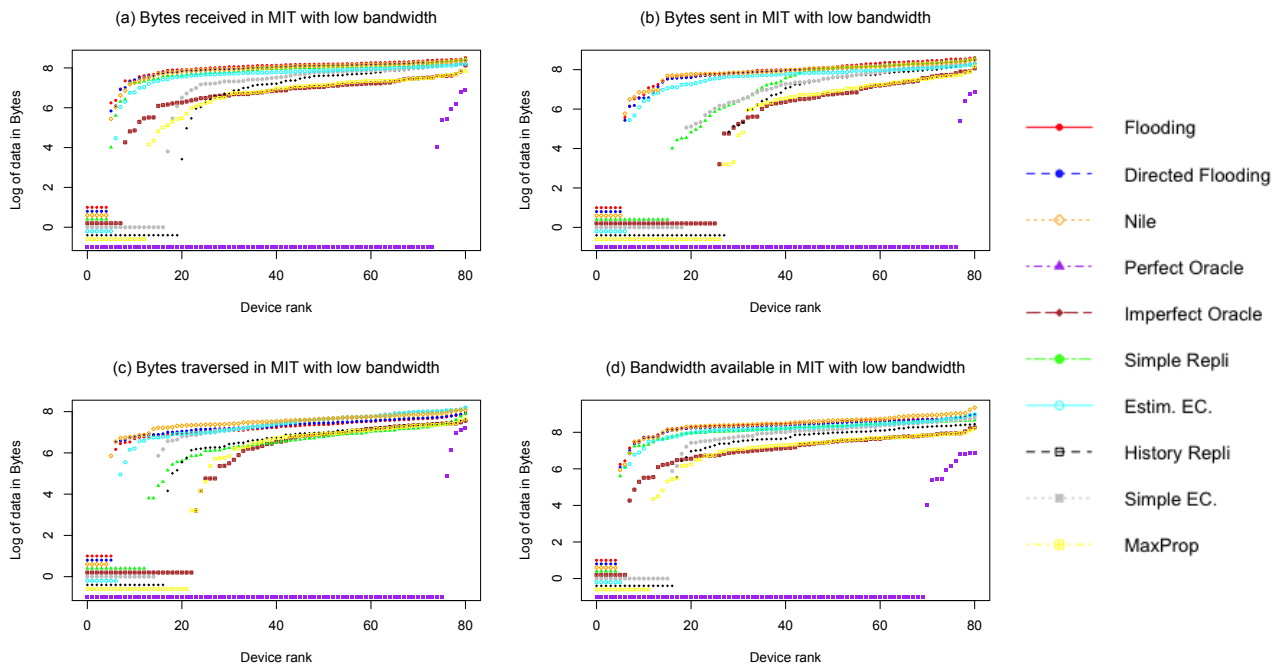 (a) Bytes received in MIT with low bandwidth
Log of data in Bytes
8
6
4
2
0
0
20
40
60
80
Device rank
(b) Bytes sent in MIT with low bandwidth
Log of data in Bytes
8
6
4
2
0
0
20
40
60
80
Device rank
(c) Bytes traversed in MIT with low bandwidth
Log of data in Bytes
8
6
4
2
0
0
20
40
60
80
Device rank
(d) Bandwidth available in MIT with low bandwidth
Log of data in Bytes
8
6
4
2
0
0
20
40
60
80
Device rank
Flooding
Directed Flooding
Nile
Perfect Oracle
Imperfect Oracle
Simple Repli
Estim. EC.
History Repli
Simple EC.
MaxProp